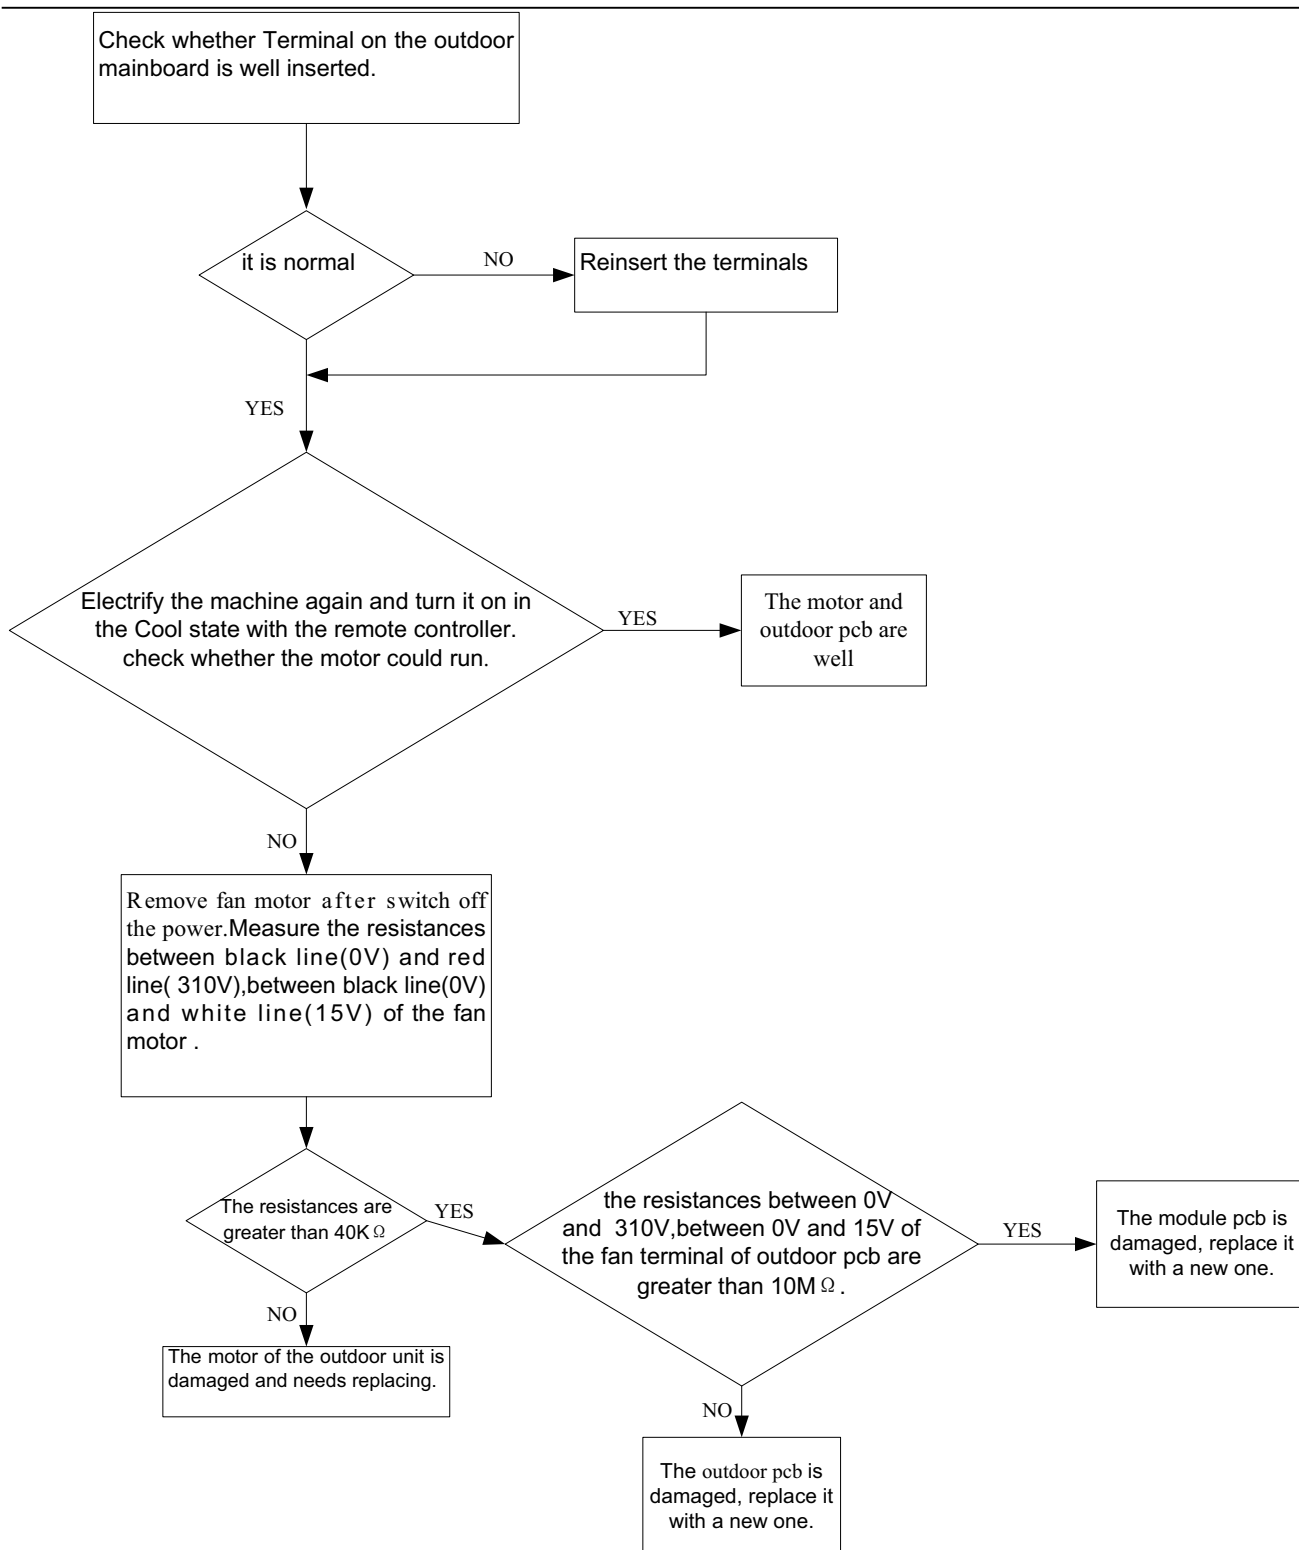 Check whether Terminal on the outdoor
mainboard is well inserted.
it is normal
NO
Reinsert the terminals
YES
Electrify the machine again and turn it on in
the Cool state with the remote controller.
check whether the motor could run.
YES
The motor and
outdoor pcb are
well
NO
Remove fan motor after switch off
the power.Measure the resistances
between black line(0V) and red
line( 310V),between black line(0V)
and white line(15V) of the fan
motor .
The resistances are
greater than 40KΩ
YES
the resistances between 0V
and 310V,between 0V and 15V of
the fan terminal of outdoor pcb are
greater than 10MΩ.
YES
The module pcb is
damaged, replace it
with a new one.
NO
The motor of the outdoor unit is
damaged and needs replacing.
NO
The outdoor pcb is
damaged, replace it
with a new one.